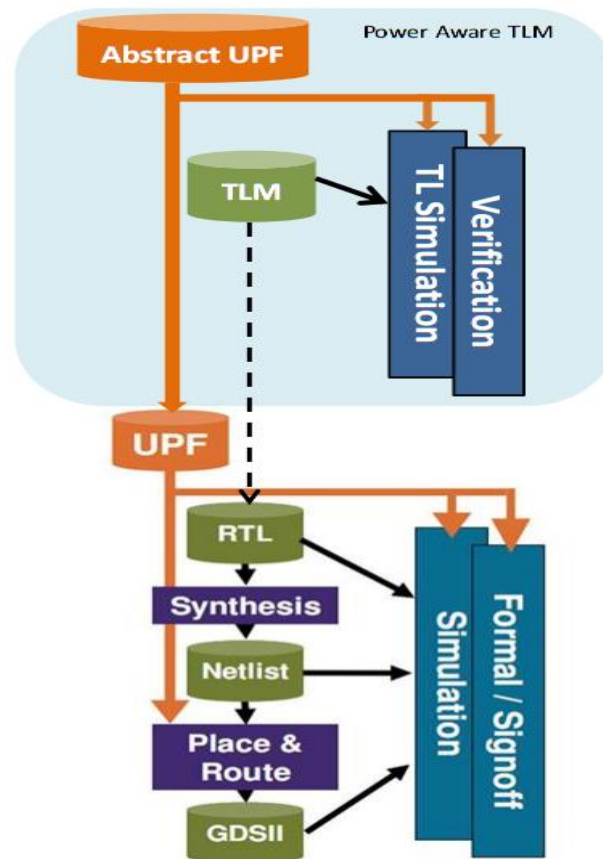 Power Aware TLM
Abstract UPF
TLM
TL Simulation
Verification
UPF
RTL
Synthesis
Netlist
Place &
Route
GDSII
Simulation
Formal / Signoff